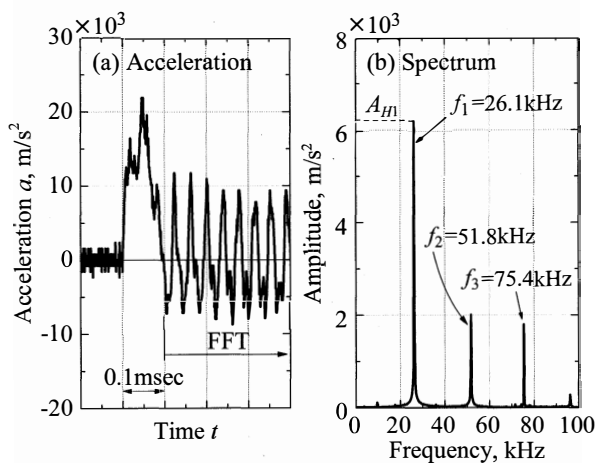 ×10³
30
(a) Acceleration
20
10
0
-10
-20
Acceleration a, m/s²
FFT
0.1msec
Time t
×10³
8
(b) Spectrum
A_H1
f₁=26.1kHz
6
f₂=51.8kHz
4
f₃=75.4kHz
2
0
Amplitude, m/s²
0 20 40 60 80 100
Frequency, kHz